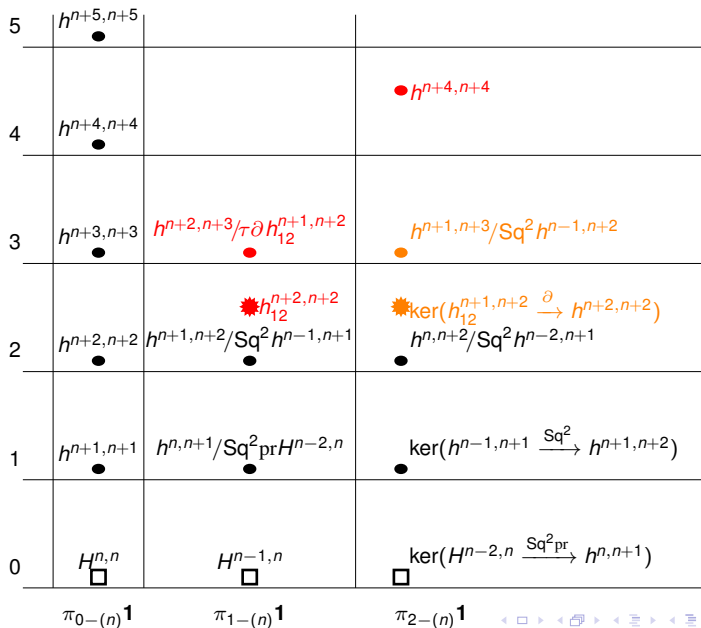 5 h^{n+5,n+5}
h^{n+4,n+4}
4 h^{n+4,n+4}
3 h^{n+3,n+3} h^{n+2,n+3}/τ∂h_{12}^{n+1,n+2} h^{n+1,n+3}/Sq^2 h^{n-1,n+2}
h_{12}^{n+2,n+2} ker(h_{12}^{n+1,n+2} \xrightarrow{∂} h^{n+2,n+2})
2 h^{n+2,n+2} h^{n+1,n+2}/Sq^2 h^{n-1,n+1} h^{n,n+2}/Sq^2 h^{n-2,n+1}
1 h^{n+1,n+1} h^{n,n+1}/Sq^2 pr H^{n-2,n} ker(h^{n-1,n+1} \xrightarrow{Sq^2} h^{n+1,n+2})
0 H^{n,n} H^{n-1,n} ker(H^{n-2,n} \xrightarrow{Sq^2 pr} h^{n,n+1})
π_{0-(n)}1 π_{1-(n)}1 π_{2-(n)}1